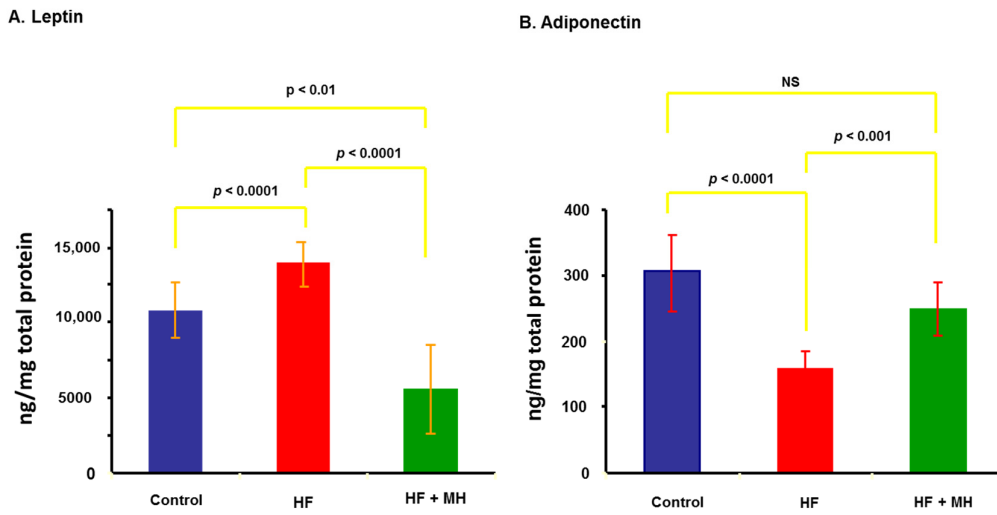 A. Leptin
p < 0.01
p < 0.0001
p < 0.0001
ng/mg total protein
15,000
10,000
5000
0
Control
HF
HF + MH
B. Adiponectin
NS
p < 0.001
p < 0.0001
ng/mg total protein
400
300
200
100
0
Control
HF
HF + MH